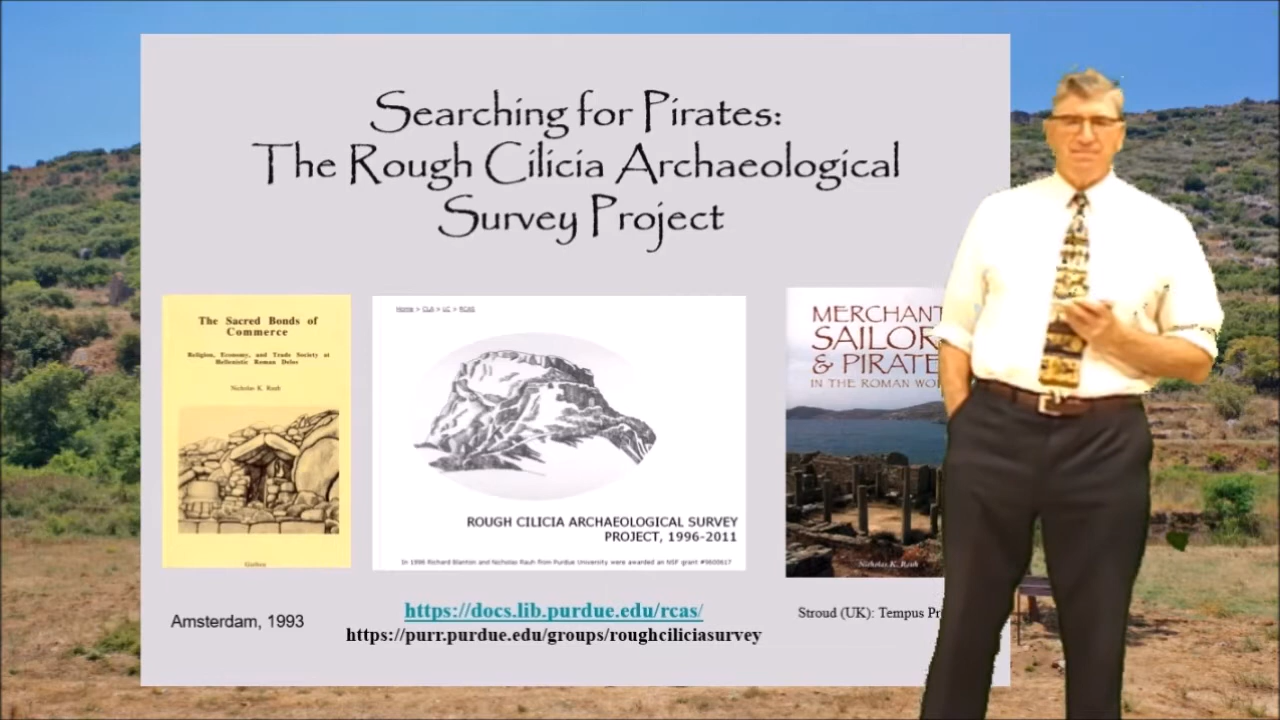 Searching for Pirates:
The Rough Cilicia Archaeological
Survey Project
The Sacred Bonds of
Commerce
Religion, Economy, and Trade Society at
Hellenistic Roman Delos
Nicholas K. Rauh
Gieben
Home > CLA > LC > RCAS
ROUGH CILICIA ARCHAEOLOGICAL SURVEY
PROJECT, 1996-2011
In 1996 Richard Blanton and Nicholas Rauh from Purdue University were awarded an NSF grant #9600617
MERCHANT
SAILOR
& PIRATE
IN THE ROMAN WO
Nicholas K. Rauh
Amsterdam, 1993
https://docs.lib.purdue.edu/rcas/
https://purr.purdue.edu/groups/roughciliciasurvey
Stroud (UK): Tempus Pr